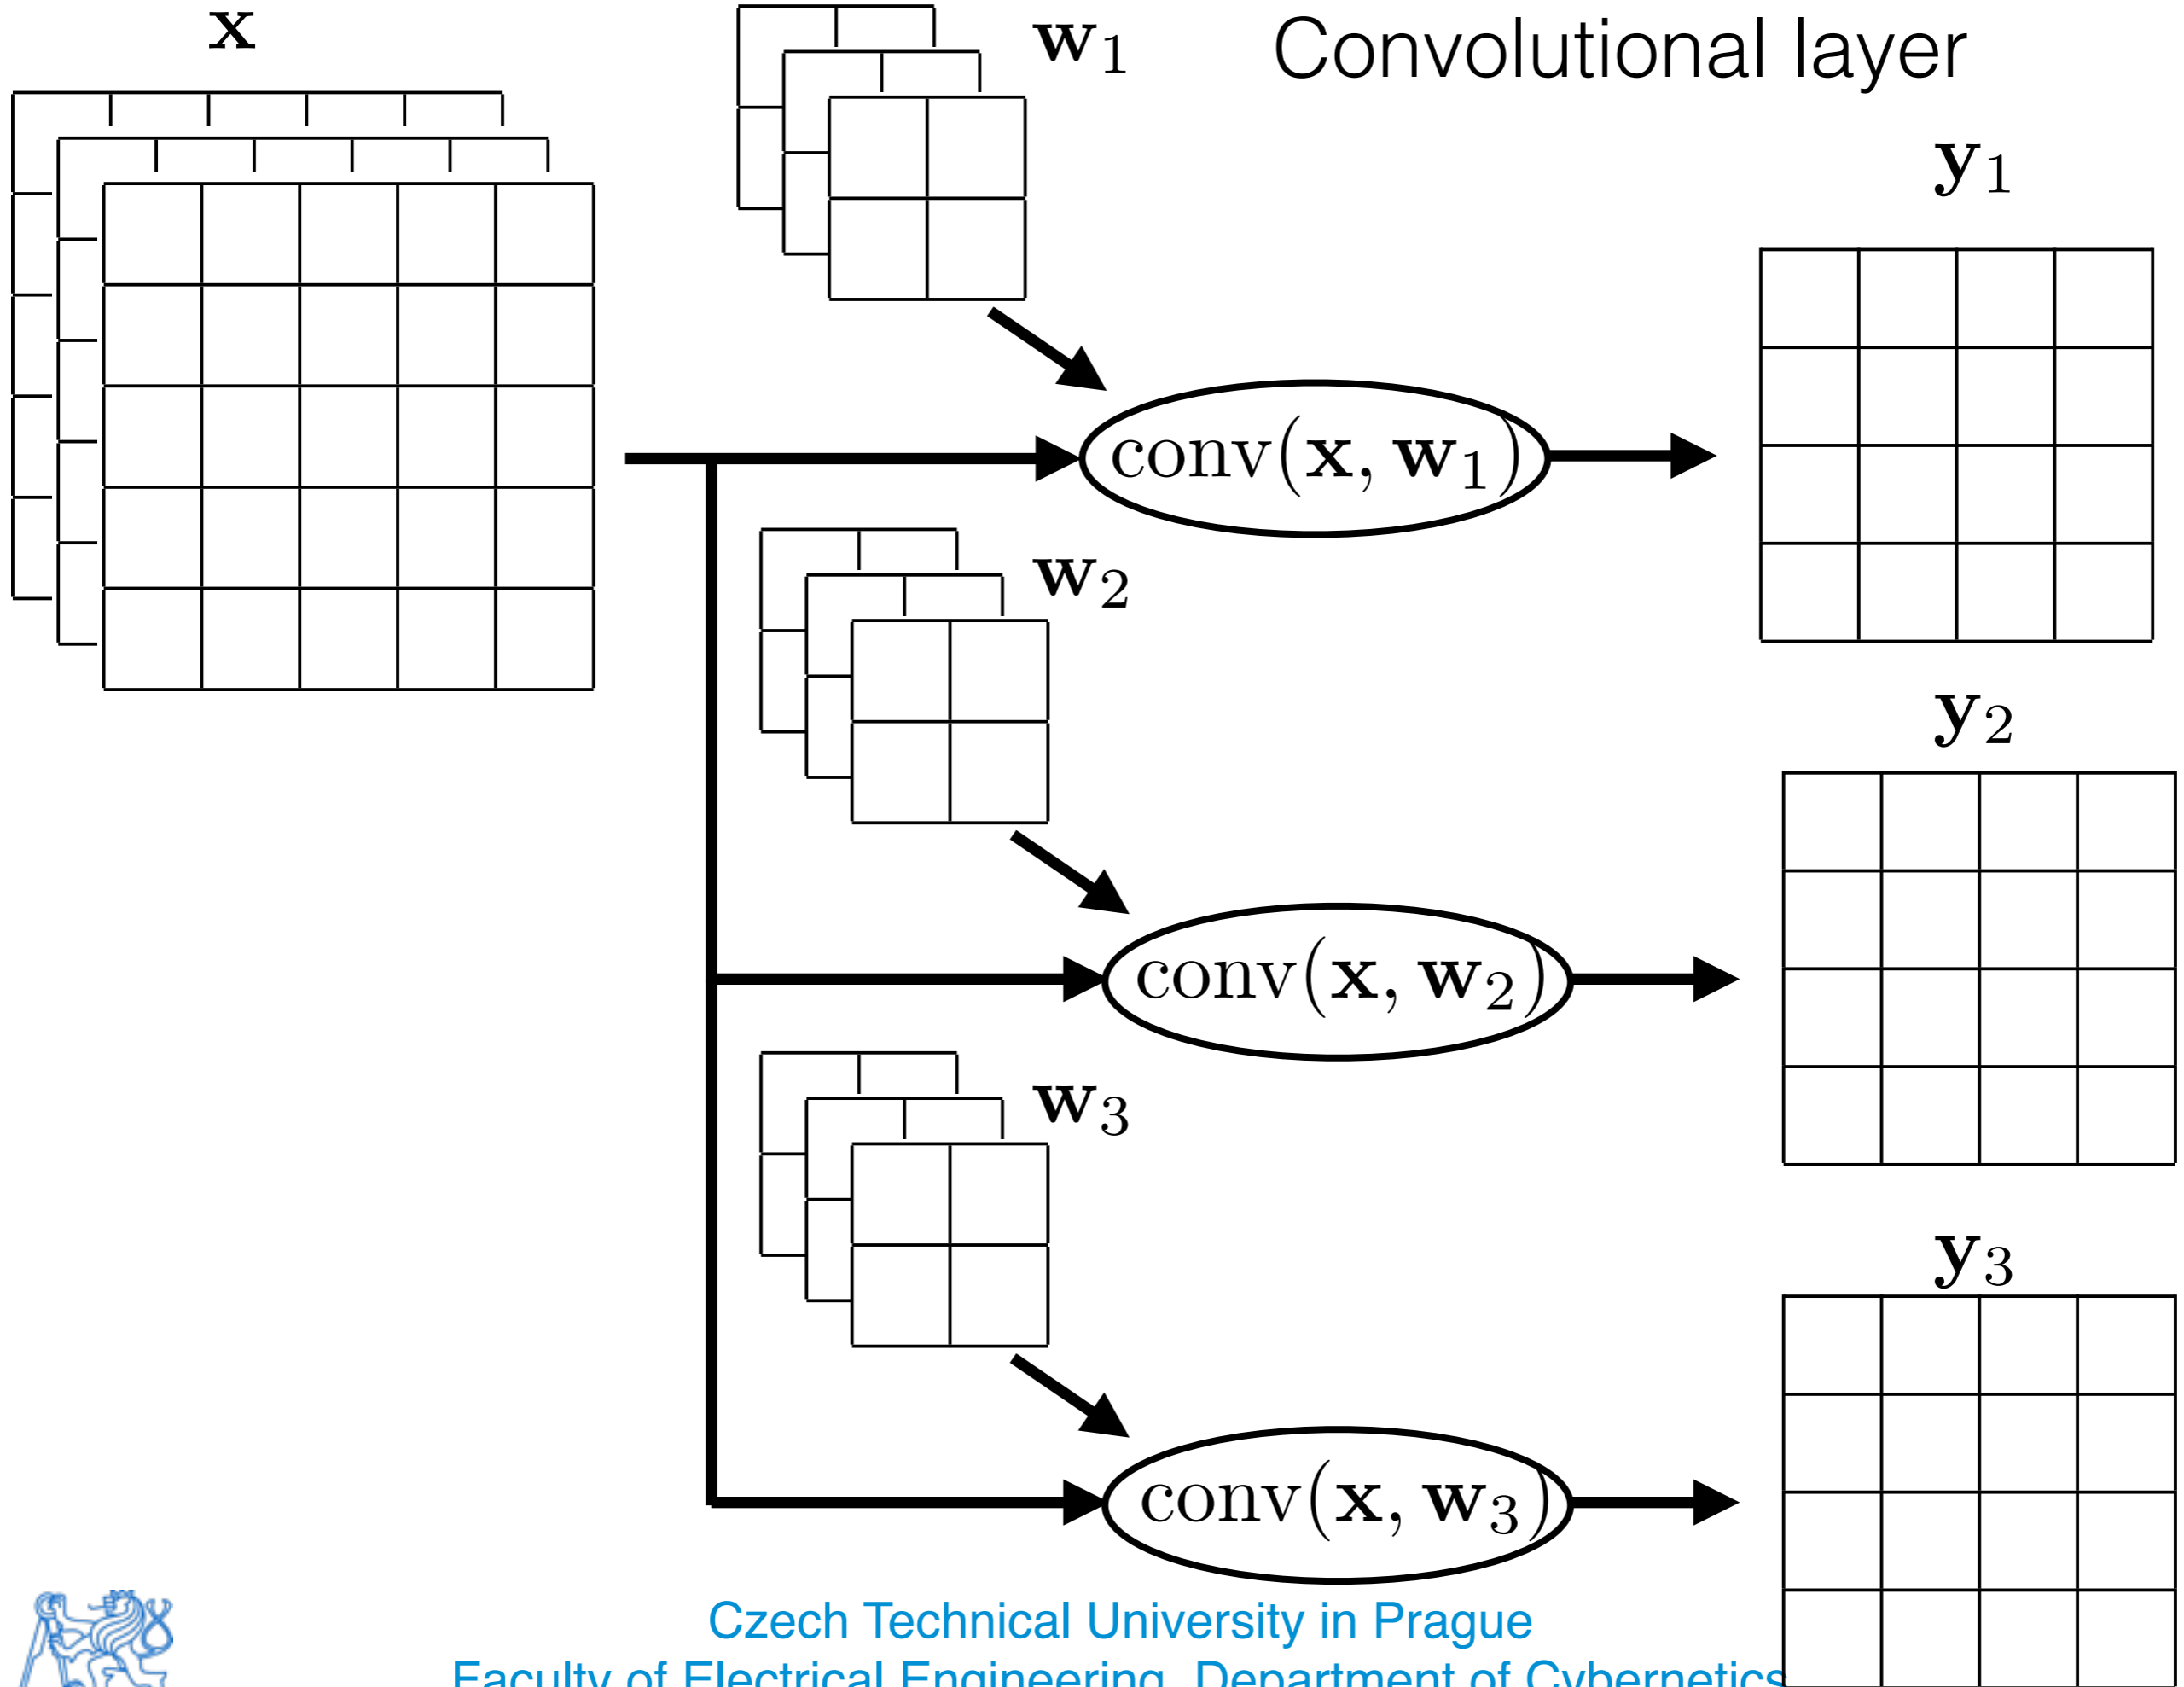 Convolutional layer
x
w₁
y₁
conv(x, w₁)
w₂
y₂
conv(x, w₂)
w₃
y₃
conv(x, w₃)
Czech Technical University in Prague
Faculty of Electrical Engineering, Department of Cybernetics